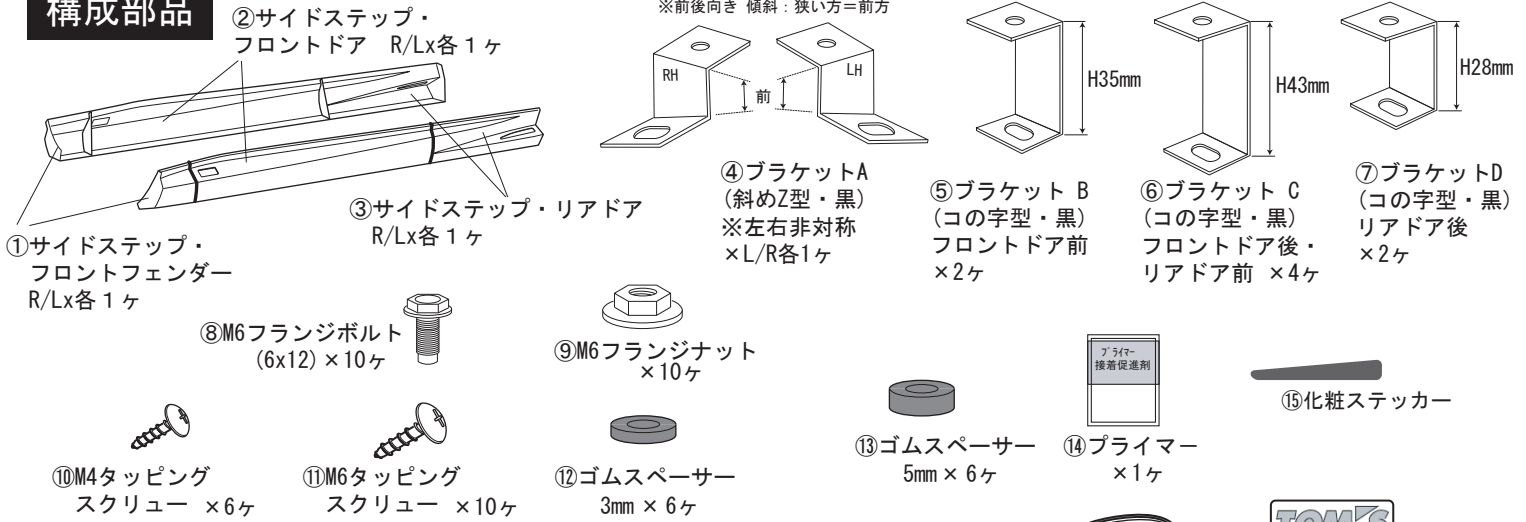 構成部品
②サイドステップ・
フロントドア R/Lx各１ヶ
※前後向き 傾斜：狭い方＝前方
RH
前
LH
H35mm
H43mm
H28mm
①サイドステップ・
フロントフェンダー
R/Lx各１ヶ
③サイドステップ・リアドア
R/Lx各１ヶ
④ブラケットA
(斜めZ型・黒)
※左右非対称
×L/R各1ヶ
⑤ブラケット B
(コの字型・黒)
フロントドア前
×2ヶ
⑥ブラケット C
(コの字型・黒)
フロントドア後・
リアドア前 ×4ヶ
⑦ブラケットD
(コの字型・黒)
リアドア後
×2ヶ
⑧M6フランジボルト
(6x12)×10ヶ
⑨M6フランジナット
×10ヶ
⑩M4タッピング
スクリュー ×6ヶ
⑪M6タッピング
スクリュー ×10ヶ
⑫ゴムスペーサー
3mm × 6ヶ
⑬ゴムスペーサー
5mm × 6ヶ
プライマー
接着促進剤
⑭プライマー
×1ヶ
⑮化粧ステッカー
TOM'S